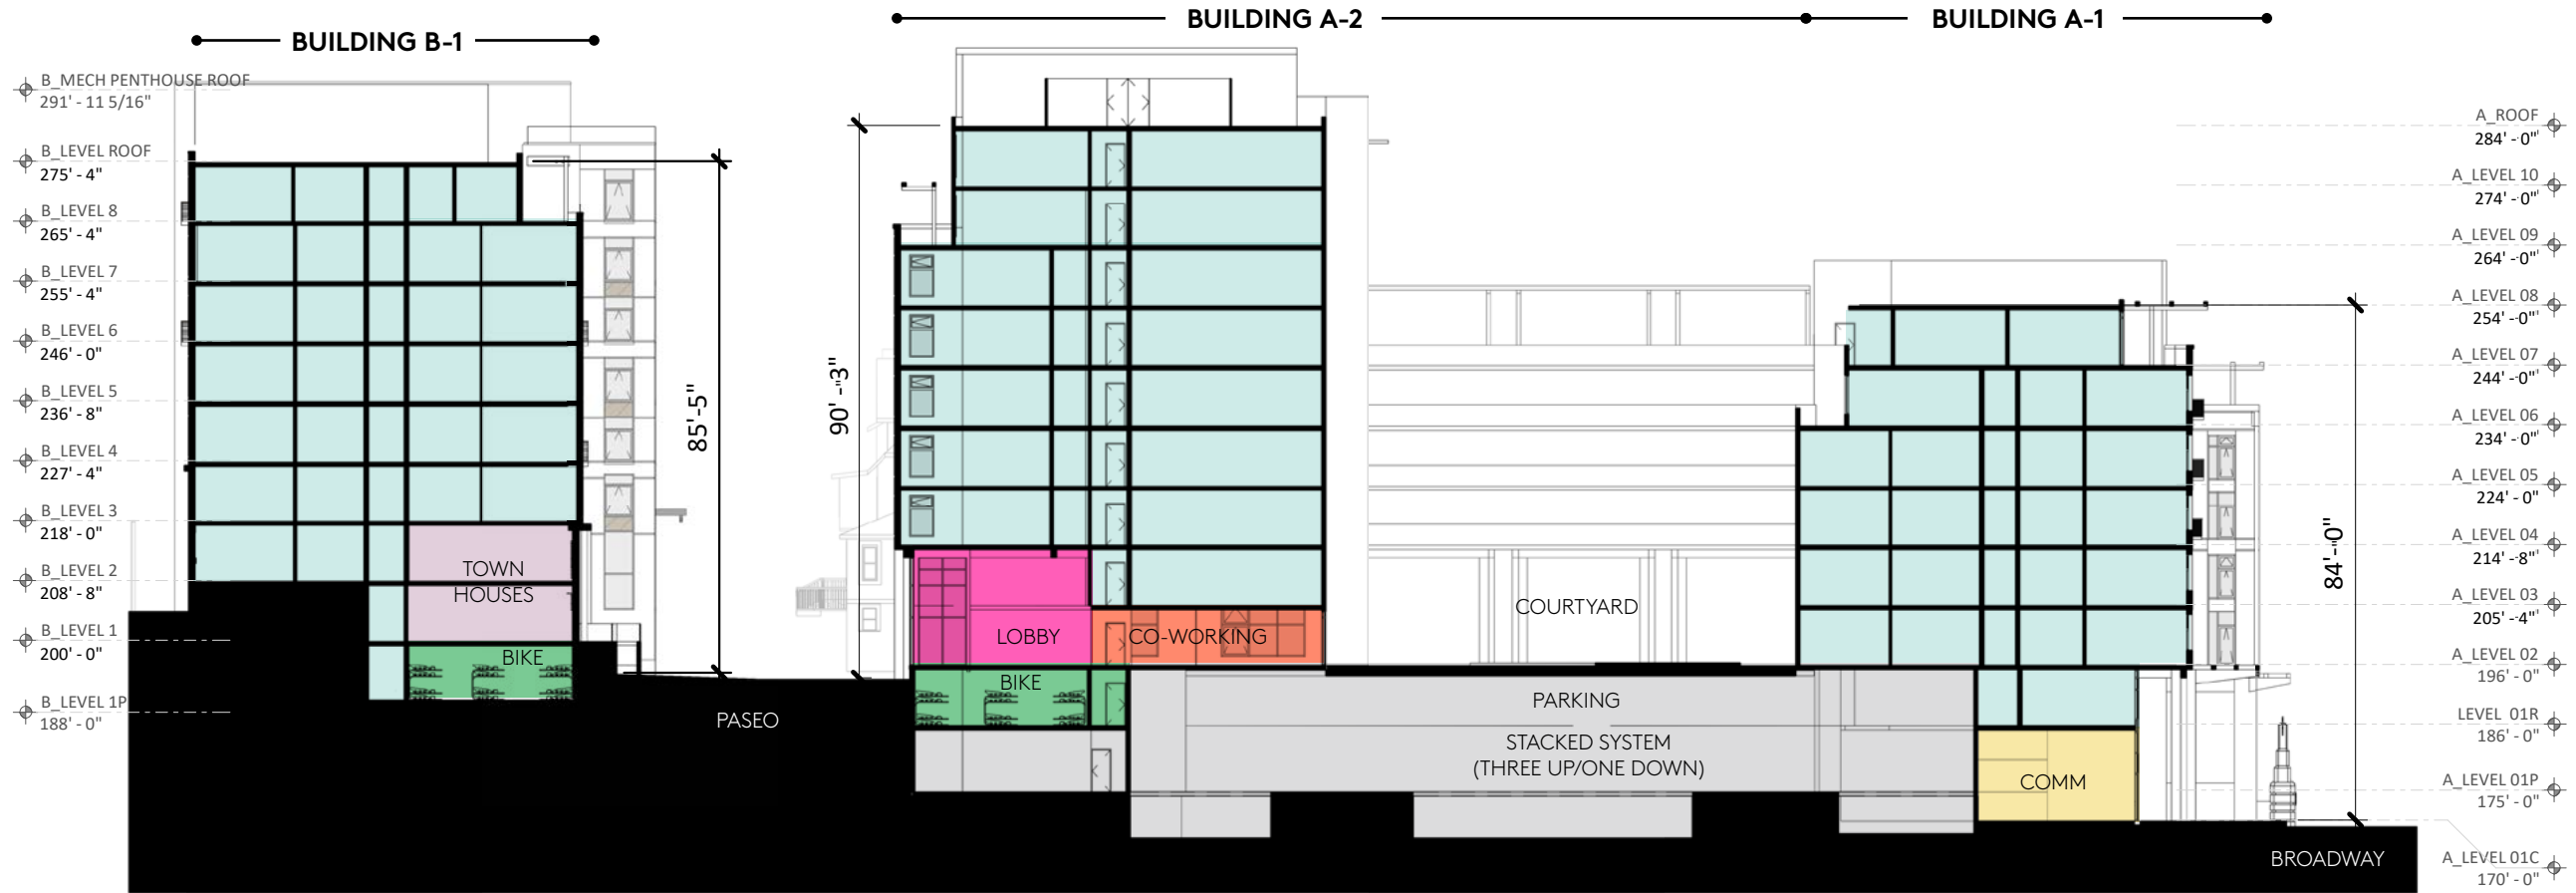 BUILDING B-1
BUILDING A-2
BUILDING A-1
B_MECH PENTHOUSE ROOF
291' - 11 5/16"
B_LEVEL ROOF
275' - 4"
B_LEVEL 8
265' - 4"
B_LEVEL 7
255' - 4"
B_LEVEL 6
246' - 0"
B_LEVEL 5
236' - 8"
B_LEVEL 4
227' - 4"
B_LEVEL 3
218' - 0"
B_LEVEL 2
208' - 8"
B_LEVEL 1
200' - 0"
B_LEVEL 1P
188' - 0"
TOWN
HOUSES
BIKE
85'-5"
PASEO
90' -"3"
LOBBY
CO-WORKING
BIKE
COURTYARD
PARKING
STACKED SYSTEM
(THREE UP/ONE DOWN)
COMM
84'-"0"
BROADWAY
A_ROOF
284' - 0"
A_LEVEL 10
274' - 0"
A_LEVEL 09
264' - 0"
A_LEVEL 08
254' - 0"
A_LEVEL 07
244' - 0"
A_LEVEL 06
234' - 0"
A_LEVEL 05
224' - 0"
A_LEVEL 04
214' - 8"
A_LEVEL 03
205' - 4"
A_LEVEL 02
196' - 0"
LEVEL 01R
186' - 0"
A_LEVEL 01P
175' - 0"
A_LEVEL 01C
170' - 0"